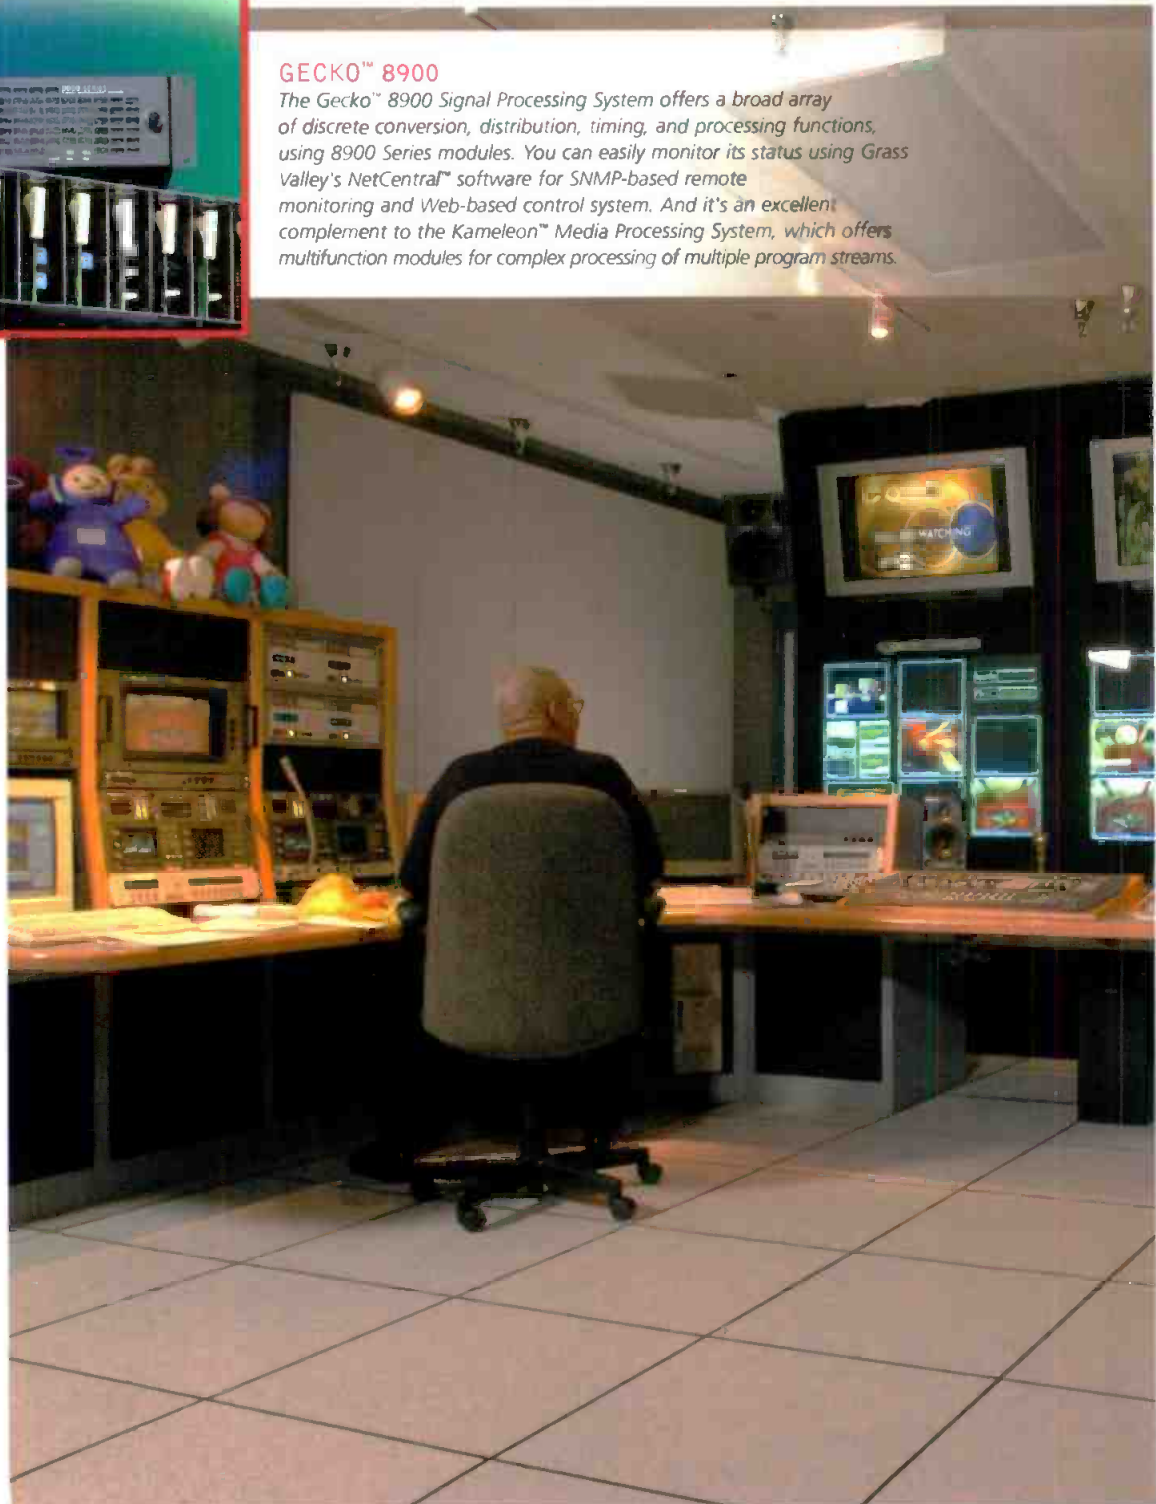 GECKO™ 8900
The Gecko™ 8900 Signal Processing System offers a broad array
of discrete conversion, distribution, timing, and processing functions,
using 8900 Series modules. You can easily monitor its status using Grass
Valley's NetCentral™ software for SNMP-based remote
monitoring and Web-based control system. And it's an excellent
complement to the Kameleon™ Media Processing System, which offers
multifunction modules for complex processing of multiple program streams.
WATCHING